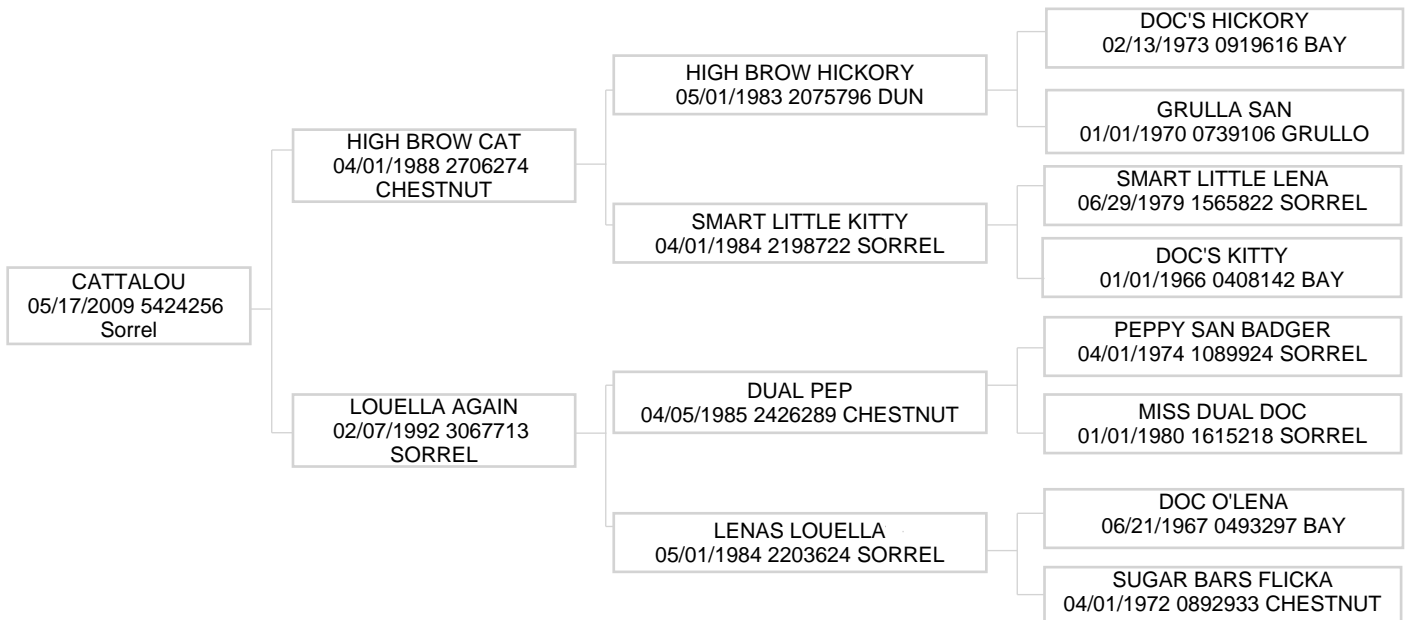 CATTALOU
05/17/2009 5424256
Sorrel
HIGH BROW CAT
04/01/1988 2706274
CHESTNUT
LOUELLA AGAIN
02/07/1992 3067713
SORREL
HIGH BROW HICKORY
05/01/1983 2075796 DUN
SMART LITTLE KITTY
04/01/1984 2198722 SORREL
DUAL PEP
04/05/1985 2426289 CHESTNUT
LENAS LOUELLA
05/01/1984 2203624 SORREL
DOC'S HICKORY
02/13/1973 0919616 BAY
GRULLA SAN
01/01/1970 0739106 GRULLO
SMART LITTLE LENA
06/29/1979 1565822 SORREL
DOC'S KITTY
01/01/1966 0408142 BAY
PEPPY SAN BADGER
04/01/1974 1089924 SORREL
MISS DUAL DOC
01/01/1980 1615218 SORREL
DOC O'LENA
06/21/1967 0493297 BAY
SUGAR BARS FLICKA
04/01/1972 0892933 CHESTNUT